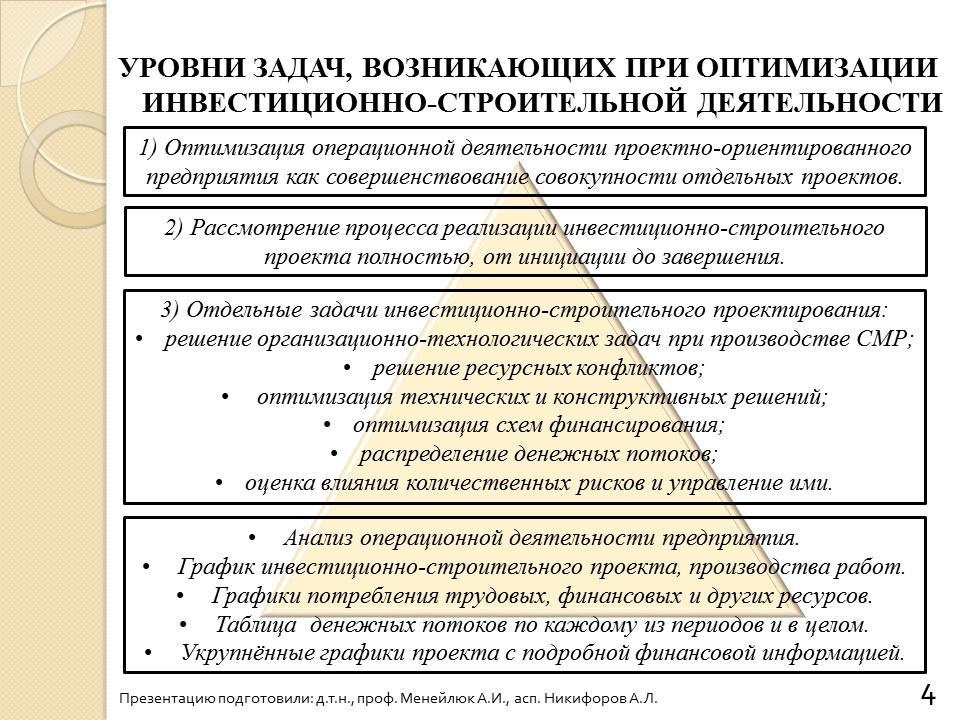 УРОВНИ ЗАДАЧ, ВОЗНИКАЮЩИХ ПРИ ОПТИМИЗАЦИИ
ИНВЕСТИЦИОННО-СТРОИТЕЛЬНОЙ ДЕЯТЕЛЬНОСТИ
1) Оптимизация операционной деятельности проектно-ориентированного
предприятия как совершенствование совокупности отдельных проектов.
2) Рассмотрение процесса реализации инвестиционно-строительного
проекта полностью, от инициации до завершения.
3) Отдельные задачи инвестиционно-строительного проектирования:
• решение организационно-технологических задач при производстве СМР;
• решение ресурсных конфликтов;
• оптимизация технических и конструктивных решений;
• оптимизация схем финансирования;
• распределение денежных потоков;
• оценка влияния количественных рисков и управление ими.
• Анализ операционной деятельности предприятия.
• График инвестиционно-строительного проекта, производства работ.
• Графики потребления трудовых, финансовых и других ресурсов.
• Таблица денежных потоков по каждому из периодов и в целом.
• Укрупнённые графики проекта с подробной финансовой информацией.
Презентацию подготовили: д.т.н., проф. Менейлюк А.И., асп. Никифоров А.Л.
4